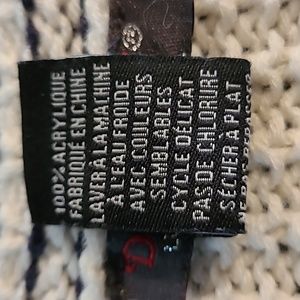 100% ACRYLIQUE
FABRIQUÉ EN CHINE
LAVER À LA MACHINE
À L'EAU FROIDE
AVEC COULEURS
SEMBLABLES
CYCLE DÉLICAT
PAS DE CHLORURE
SÉCHER À PLAT